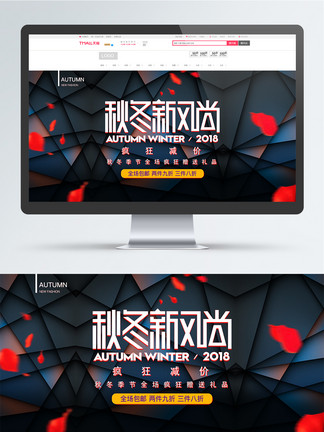 TMALL天猫
AUTUMN
NEW FASHION
秋冬新风尚
AUTUMN WINTER / 2018
疯狂减价
秋冬季节全场疯狂赠送礼品
全场包邮 两件九折 三件八折
AUTUMN
NEW FASHION
秋冬新风尚
AUTUMN WINTER / 2018
疯狂减价
秋冬季节全场疯狂赠送礼品
全场包邮 两件九折 三件八折